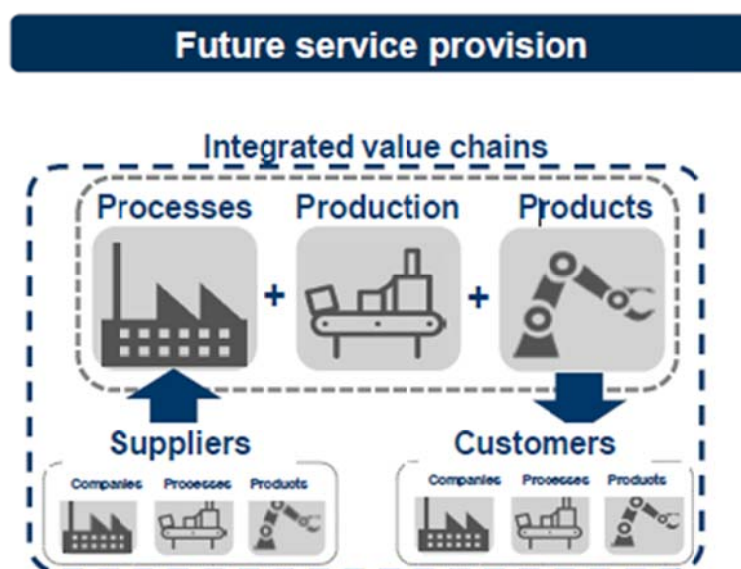 Future service provision
Integrated value chains
Processes Production Products
+ +
Suppliers Customers
Companies Processes Products Companies Processes Products